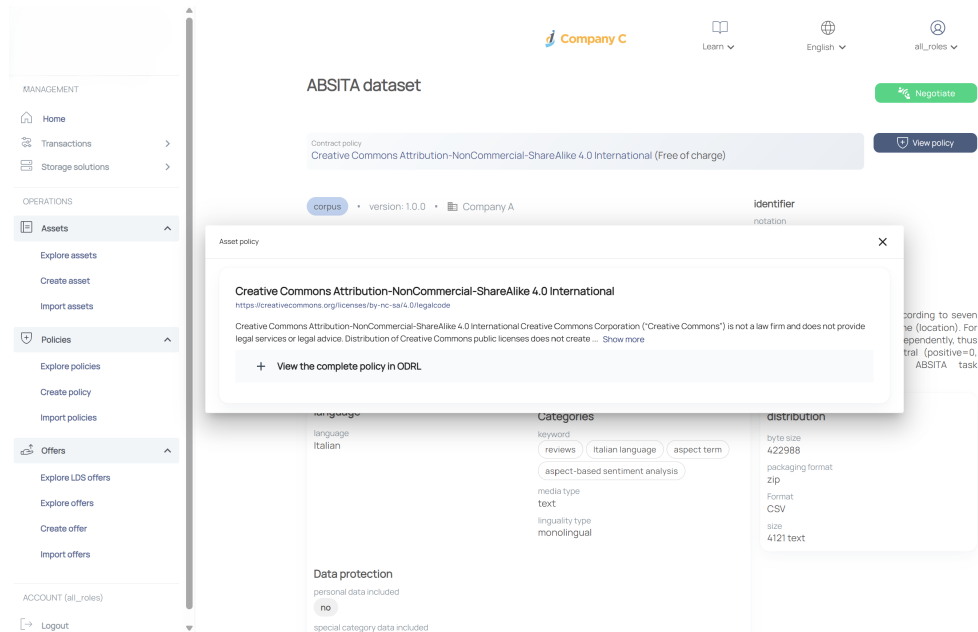 Company C
Learn
English
all_roles
MANAGEMENT
Home
Transactions
Storage solutions
OPERATIONS
Assets
Explore assets
Create asset
Import assets
Policies
Explore policies
Create policy
Import policies
Offers
Explore LDS offers
Explore offers
Create offer
Import offers
ACCOUNT (all_roles)
Logout
ABSITA dataset
Negotiate
Contract policy
Creative Commons Attribution-NonCommercial-ShareAlike 4.0 International (Free of charge)
View policy
corpus • version: 1.0.0 • Company A
identifier
notation
Asset policy
Creative Commons Attribution-NonCommercial-ShareAlike 4.0 International
https://creativecommons.org/licenses/by-nc-sa/4.0/legalcode
Creative Commons Attribution-NonCommercial-ShareAlike 4.0 International Creative Commons Corporation (“Creative Commons”) is not a law firm and does not provide
legal services or legal advice. Distribution of Creative Commons public licenses does not create ... Show more
+ View the complete policy in ODRL
according to seven
(location). For
independently, thus
(positive=0,
ABSITA task
language
language
Italian
Categories
keyword
reviews Italian language aspect term
aspect-based sentiment analysis
media type
text
linguality type
monolingual
distribution
byte size
422988
packaging format
zip
Format
CSV
size
4121 text
Data protection
personal data included
no
special category data included